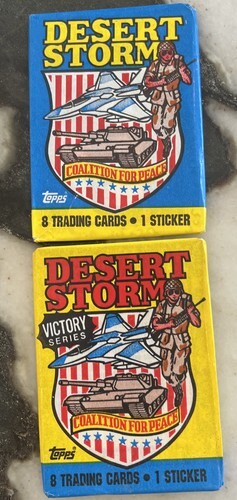 DESERT
STORM
COALITION FOR PEACE
Topps
8 TRADING CARDS • 1 STICKER
DESERT
STORM
VICTORY
SERIES
COALITION FOR PEACE
Topps
8 TRADING CARDS • 1 STICKER